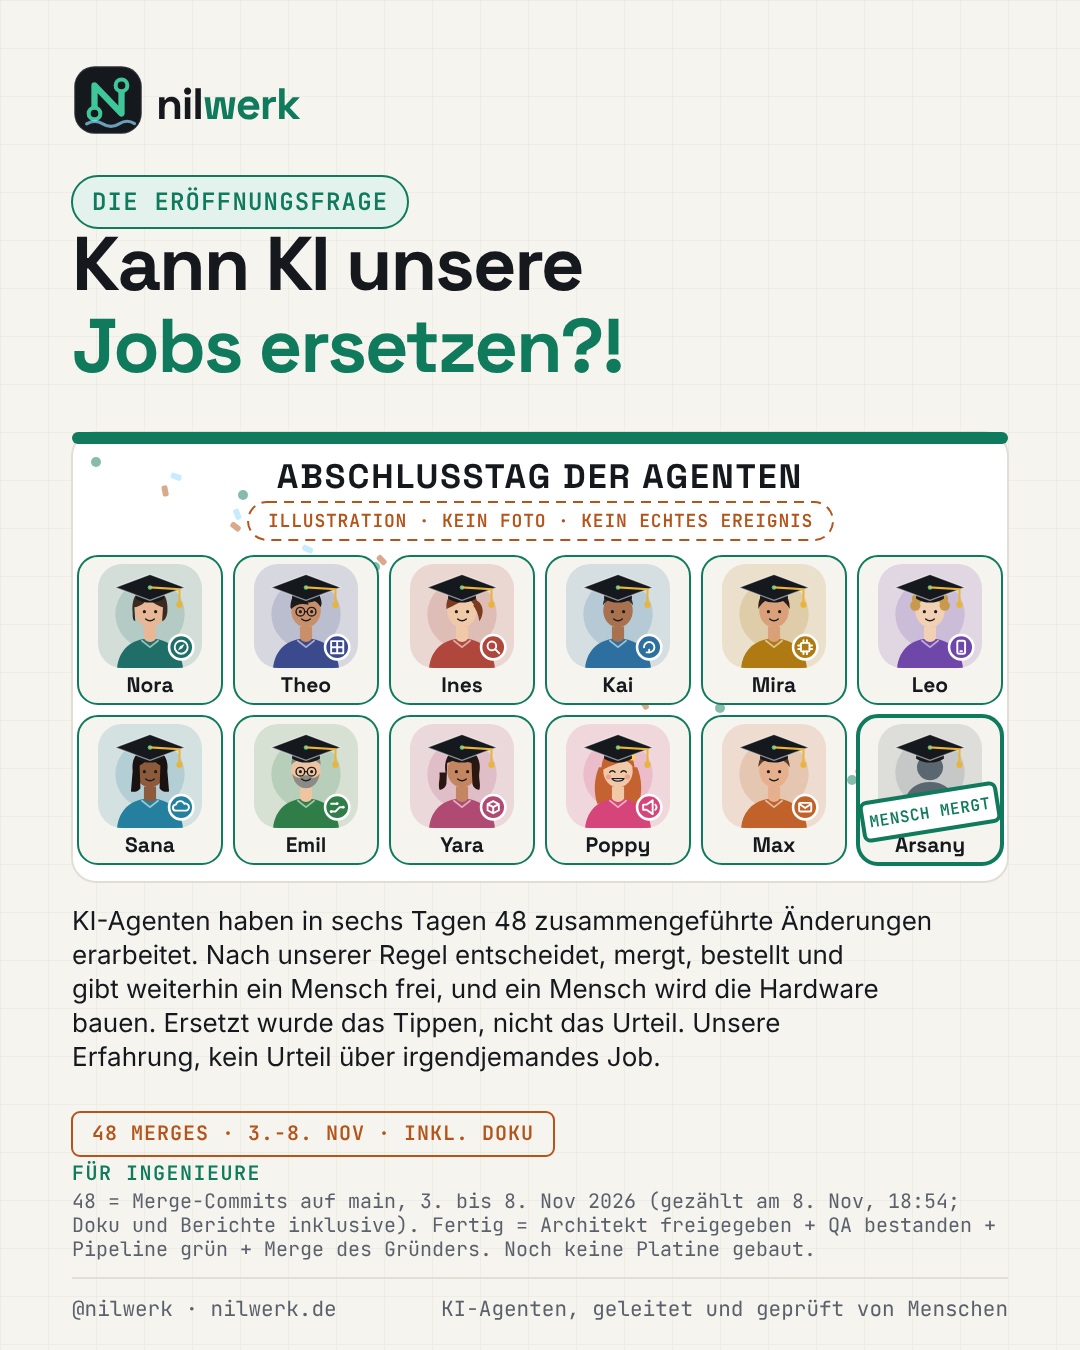 nilwerk
DIE ERÖFFNUNGSFRAGE
Kann KI unsere
Jobs ersetzen?!
ABSCHLUSSTAG DER AGENTEN
ILLUSTRATION · KEIN FOTO · KEIN ECHTES EREIGNIS
Nora Theo Ines Kai Mira Leo
MENSCH MERGT
Sana Emil Yara Poppy Max Arsany
KI-Agenten haben in sechs Tagen 48 zusammengeführte Änderungen
erarbeitet. Nach unserer Regel entscheidet, mergt, bestellt und
gibt weiterhin ein Mensch frei, und ein Mensch wird die Hardware
bauen. Ersetzt wurde das Tippen, nicht das Urteil. Unsere
Erfahrung, kein Urteil über irgendjemandes Job.
48 MERGES · 3.-8. NOV · INKL. DOKU
FÜR INGENIEURE
48 = Merge-Commits auf main, 3. bis 8. Nov 2026 (gezählt am 8. Nov, 18:54;
Doku und Berichte inklusive). Fertig = Architekt freigegeben + QA bestanden +
Pipeline grün + Merge des Gründers. Noch keine Platine gebaut.
@nilwerk · nilwerk.de KI-Agenten, geleitet und geprüft von Menschen